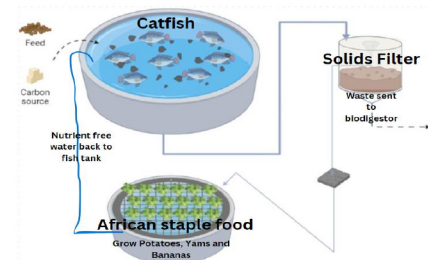 Catfish
Feed
Carbon
source
Solids Filter
Waste sent
to
biodigestor
Nutrient free
water back to
fish tank
African staple food
Grow Potatoes, Yams and
Bananas